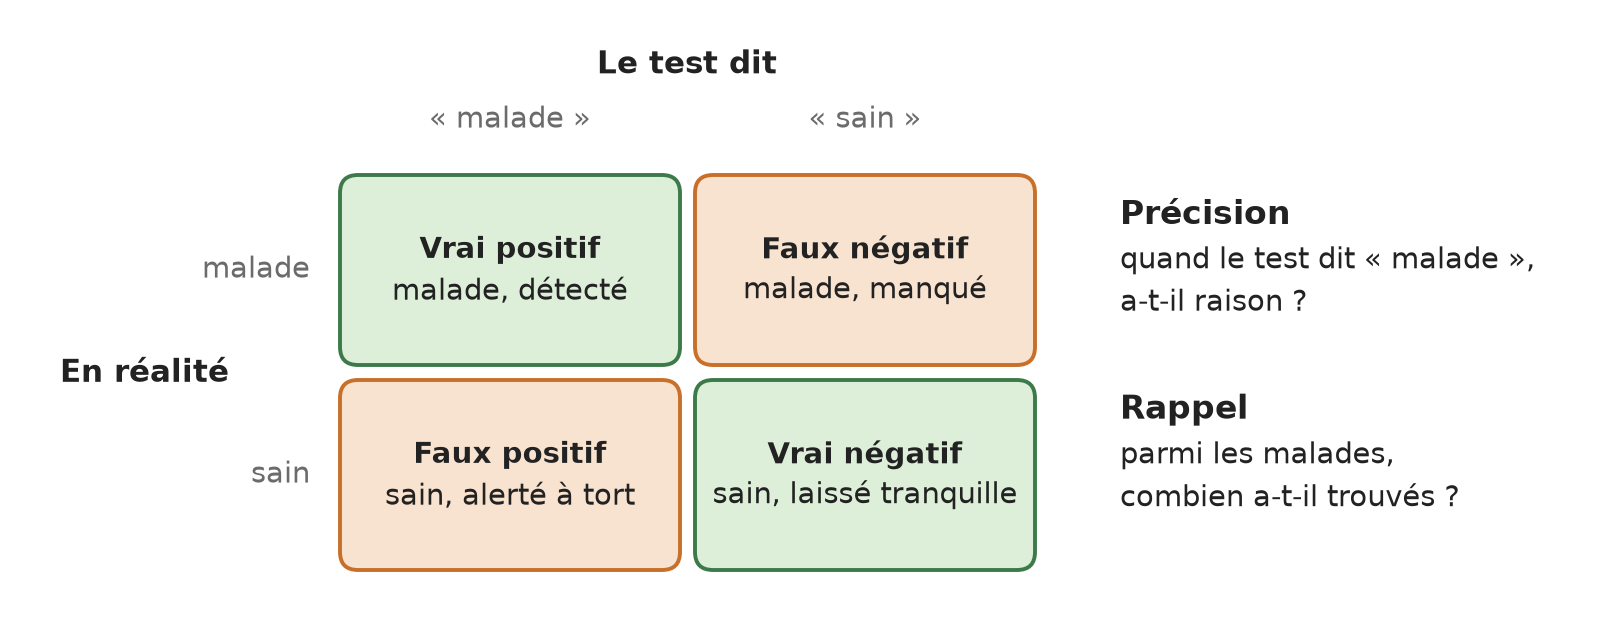 Le test dit
« malade »
« sain »
malade
Vrai positif
malade, détecté
Faux négatif
malade, manqué
En réalité
sain
Faux positif
sain, alerté à tort
Vrai négatif
sain, laissé tranquille
Précision
quand le test dit « malade »,
a-t-il raison ?
Rappel
parmi les malades,
combien a-t-il trouvés ?